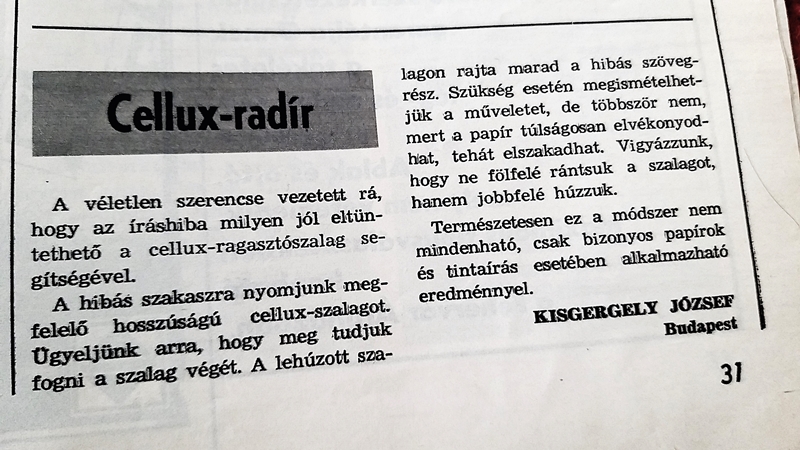 Cellux-radír
A véletlen szerencse vezetett rá,
hogy az íráshiba milyen jól eltün-
tethető a cellux-ragasztószalag se-
gítségével.
A hibás szakaszra nyomjunk meg-
felelő hosszúságú cellux-szalagot.
Ügyeljünk arra, hogy meg tudjuk
fogni a szalag végét. A lehúzott sza-
lagon rajta marad a hibás szöveg-
rész. Szükség esetén megismételhet-
jük a műveletet, de többször nem,
mert a papír túlságosan elvékonyod-
hat, tehát elszakadhat. Vigyázzunk,
hogy ne fölfelé rántsuk a szalagot,
hanem jobbfelé húzzuk.
Természetesen ez a módszer nem
mindenható, csak bizonyos papírok
és tintaírás esetében alkalmazható
eredménnyel.
KISGERGELY JÓZSEF
Budapest
31